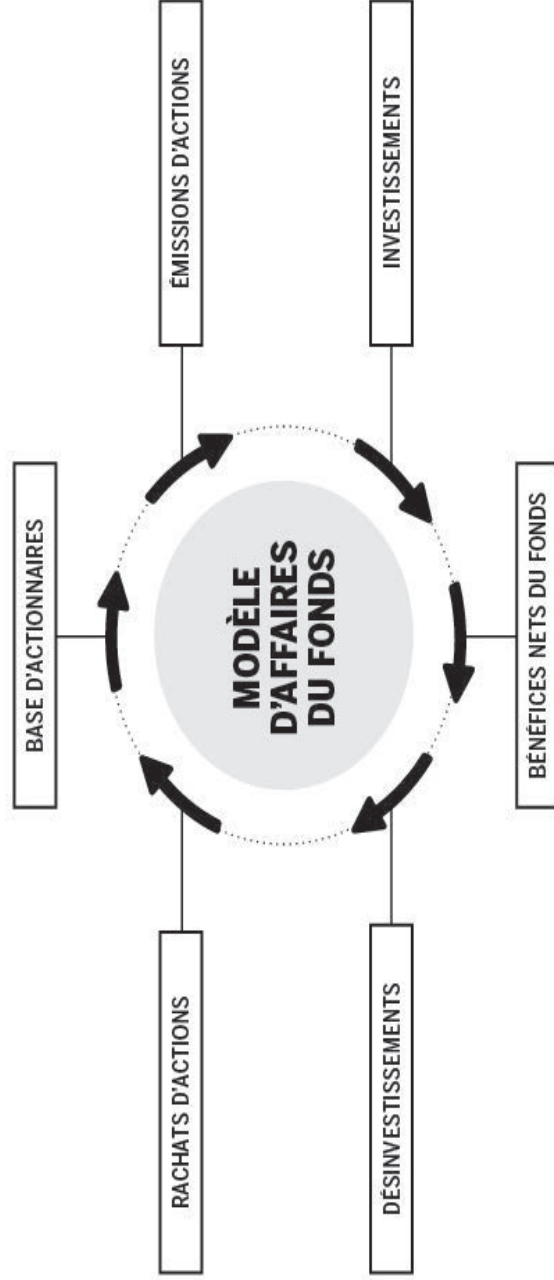 BASE D'ACTIONNAIRES
RACHATS D'ACTIONS
ÉMISSIONS D'ACTIONS
MODÈLE
D'AFFAIRES
DU FONDS
DÉSINVESTISSEMENTS
INVESTISSEMENTS
BÉNÉFICES NETS DU FONDS